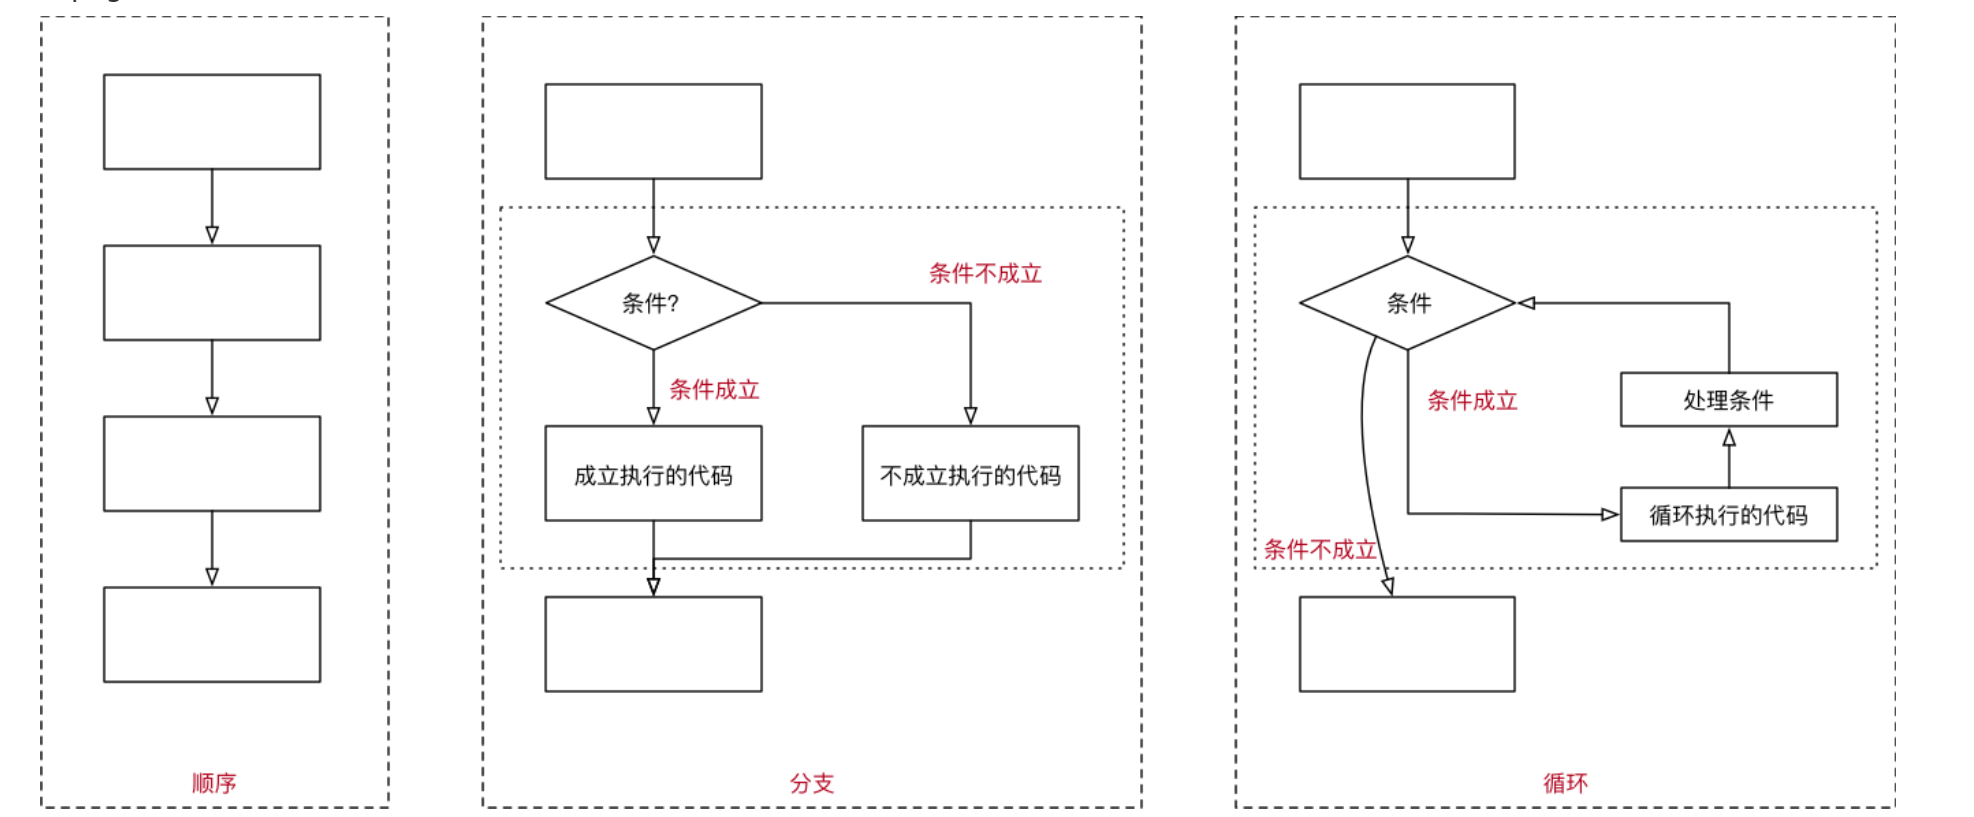 顺序
条件?
条件不成立
条件成立
成立执行的代码
不成立执行的代码
分支
条件
条件成立
处理条件
循环执行的代码
条件不成立
循环